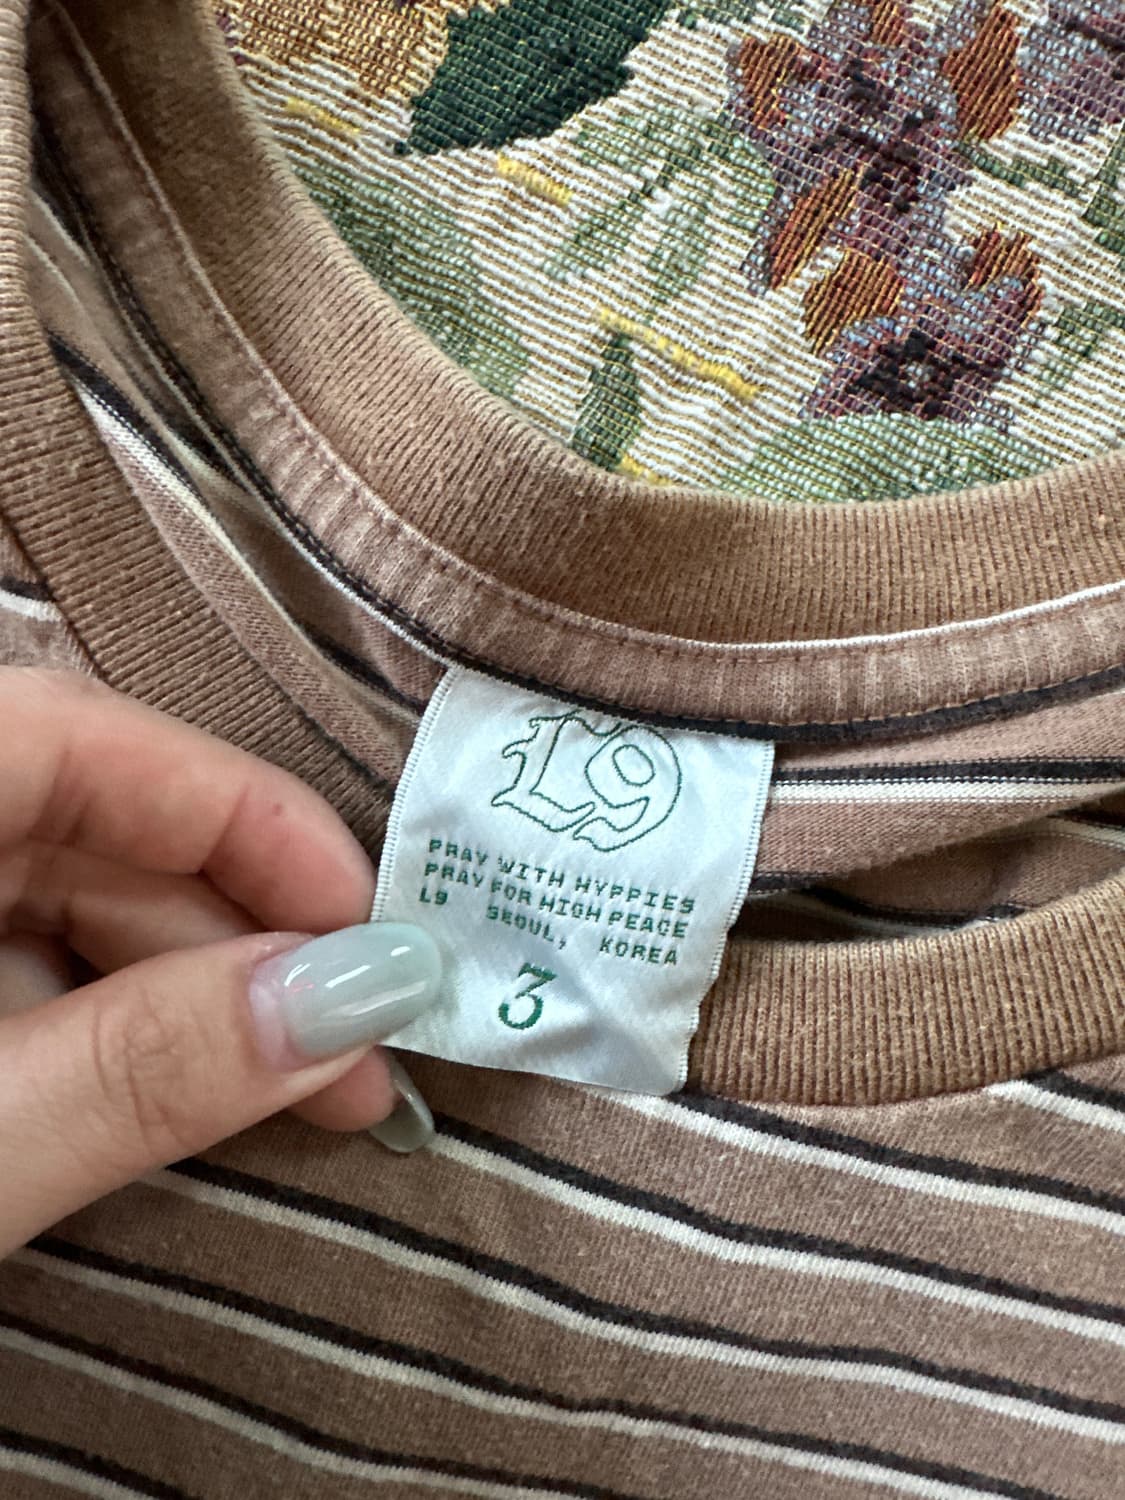 L9
PRAY WITH HYPPIES
PRAY FOR HIGH PEACE
L9 SEOUL, KOREA
3